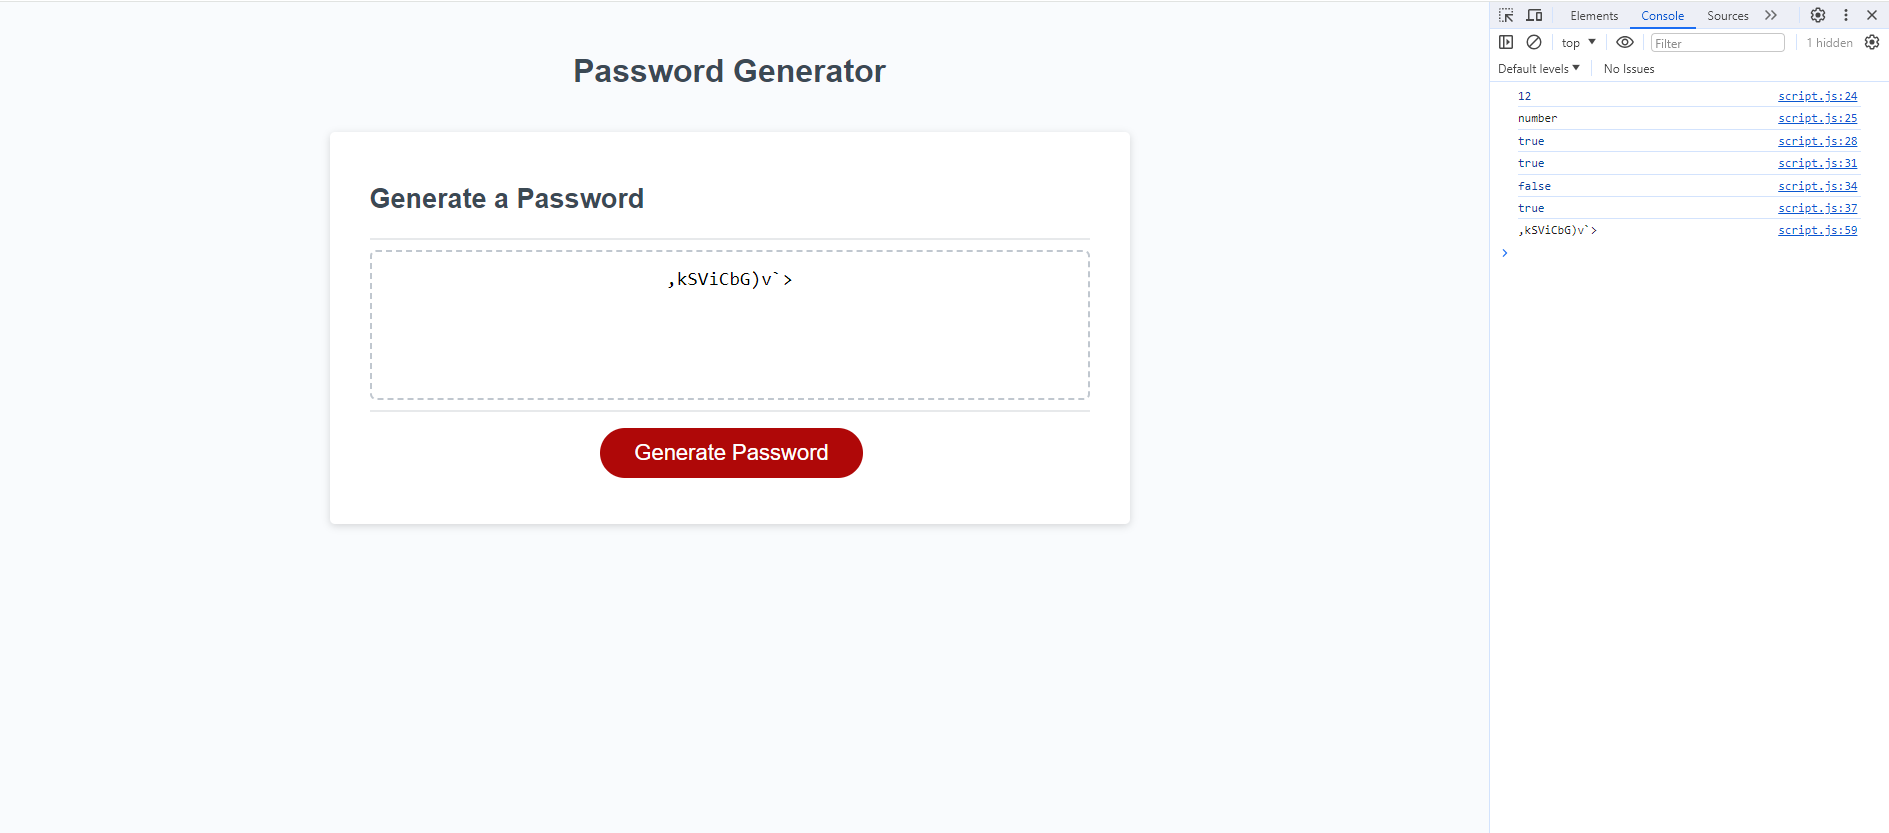 Password Generator
Generate a Password
,kSViCbG)v`>
Generate Password
Elements Console Sources
top Filter 1 hidden
Default levels No Issues
12 script.js:24
number script.js:25
true script.js:28
true script.js:31
false script.js:34
true script.js:37
,kSViCbG)v`> script.js:59